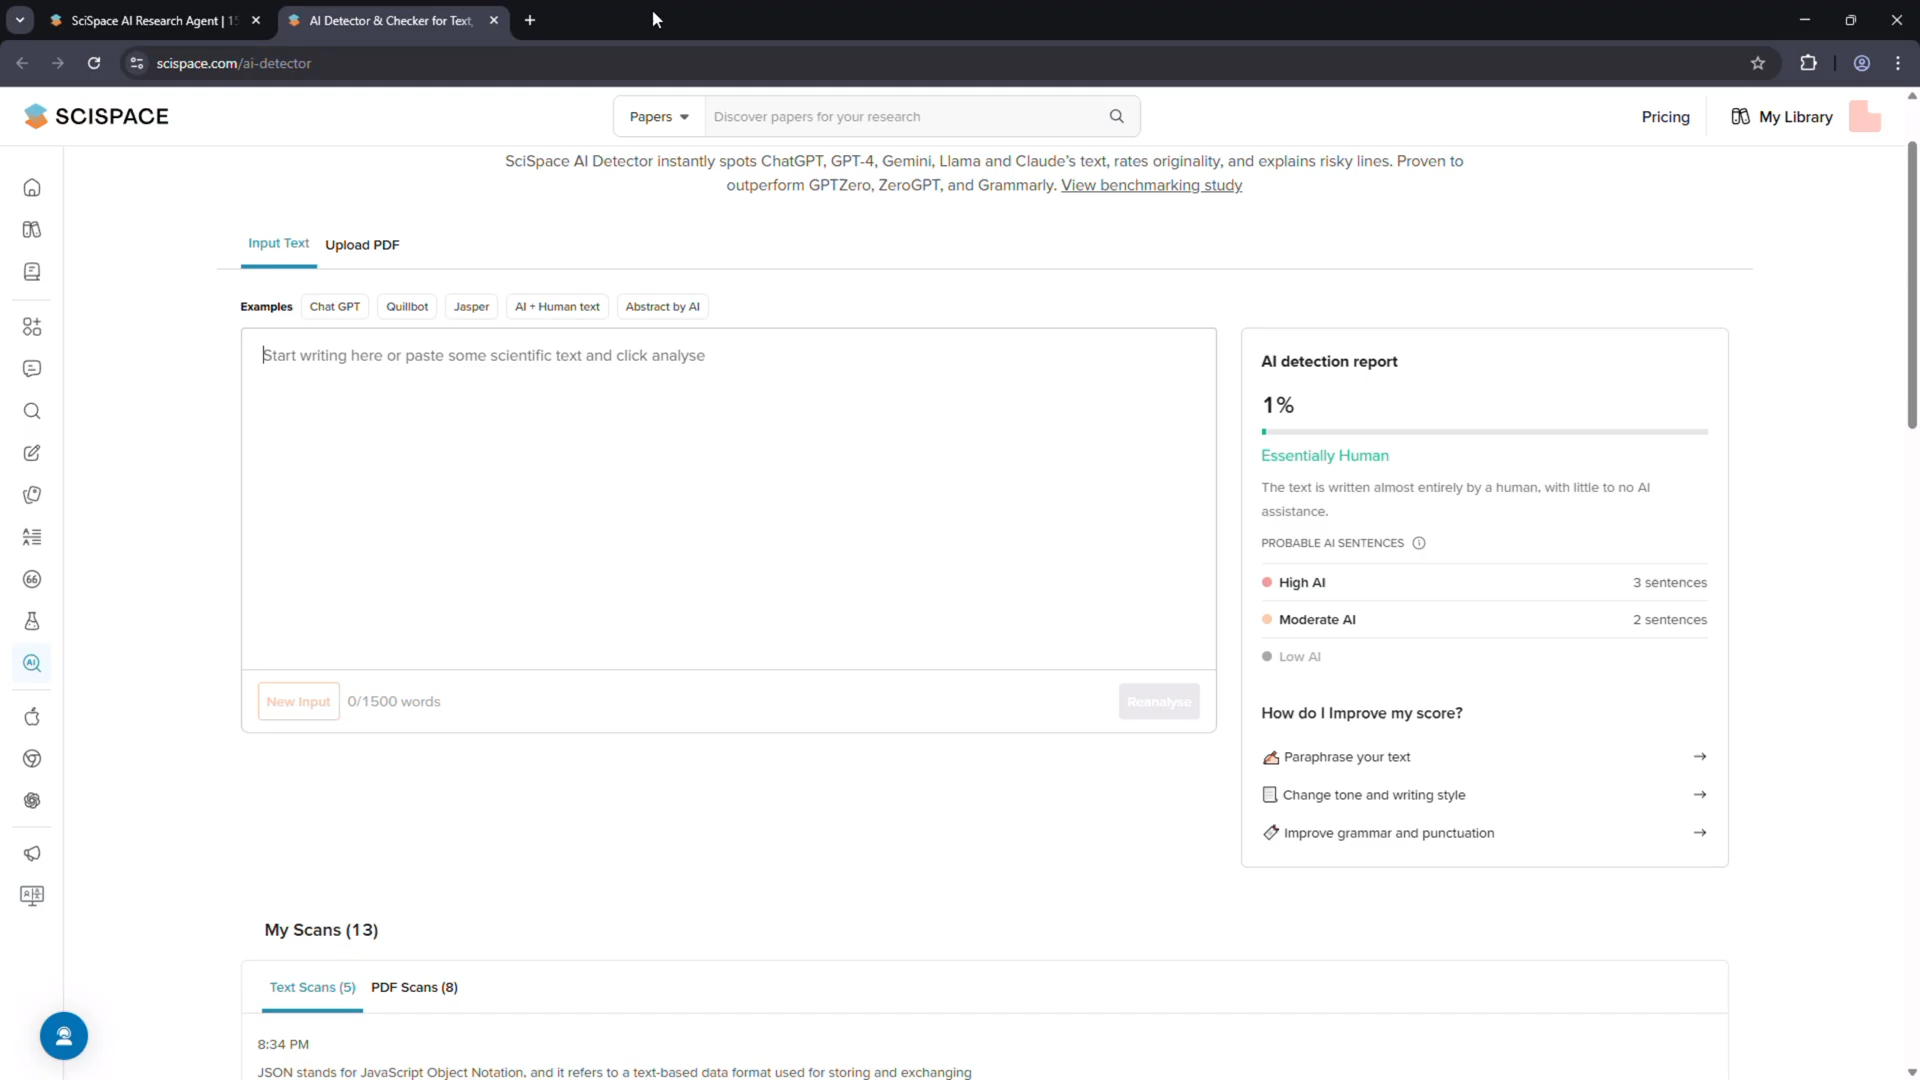 SciSpace AI Research Agent | 15
AI Detector & Checker for Text,
scispace.com/ai-detector
SCISPACE
Papers
Discover papers for your research
Pricing
My Library
SciSpace AI Detector instantly spots ChatGPT, GPT-4, Gemini, Llama and Claude's text, rates originality, and explains risky lines. Proven to
outperform GPTZero, ZeroGPT, and Grammarly. View benchmarking study
Input Text
Upload PDF
Examples
Chat GPT
Quillbot
Jasper
AI + Human text
Abstract by AI
Start writing here or paste some scientific text and click analyse
New Input
0/1500 words
Reanalyse
AI detection report
1%
Essentially Human
The text is written almost entirely by a human, with little to no AI
assistance.
PROBABLE AI SENTENCES
High AI
3 sentences
Moderate AI
2 sentences
Low AI
How do I Improve my score?
Paraphrase your text
Change tone and writing style
Improve grammar and punctuation
My Scans (13)
Text Scans (5)
PDF Scans (8)
8:34 PM
JSON stands for JavaScript Object Notation, and it refers to a text-based data format used for storing and exchanging